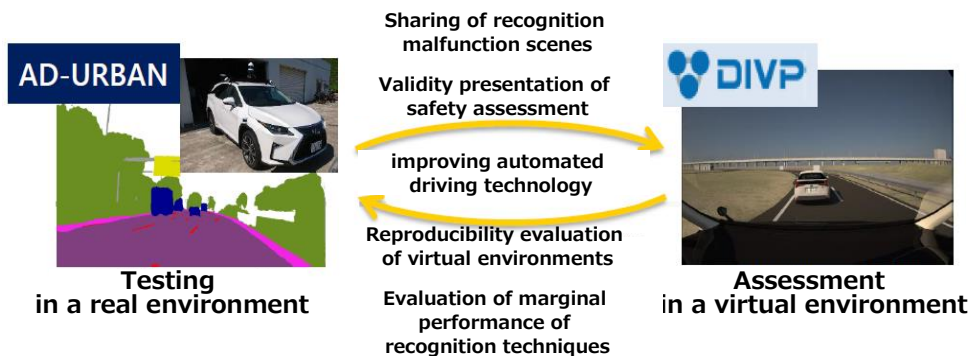 AD-URBAN
Testing
in a real environment
Sharing of recognition
malfunction scenes
Validity presentation of
safety assessment
improving automated
driving technology
Reproducibility evaluation
of virtual environments
Evaluation of marginal
performance of
recognition techniques
DIVP
Assessment
in a virtual environment